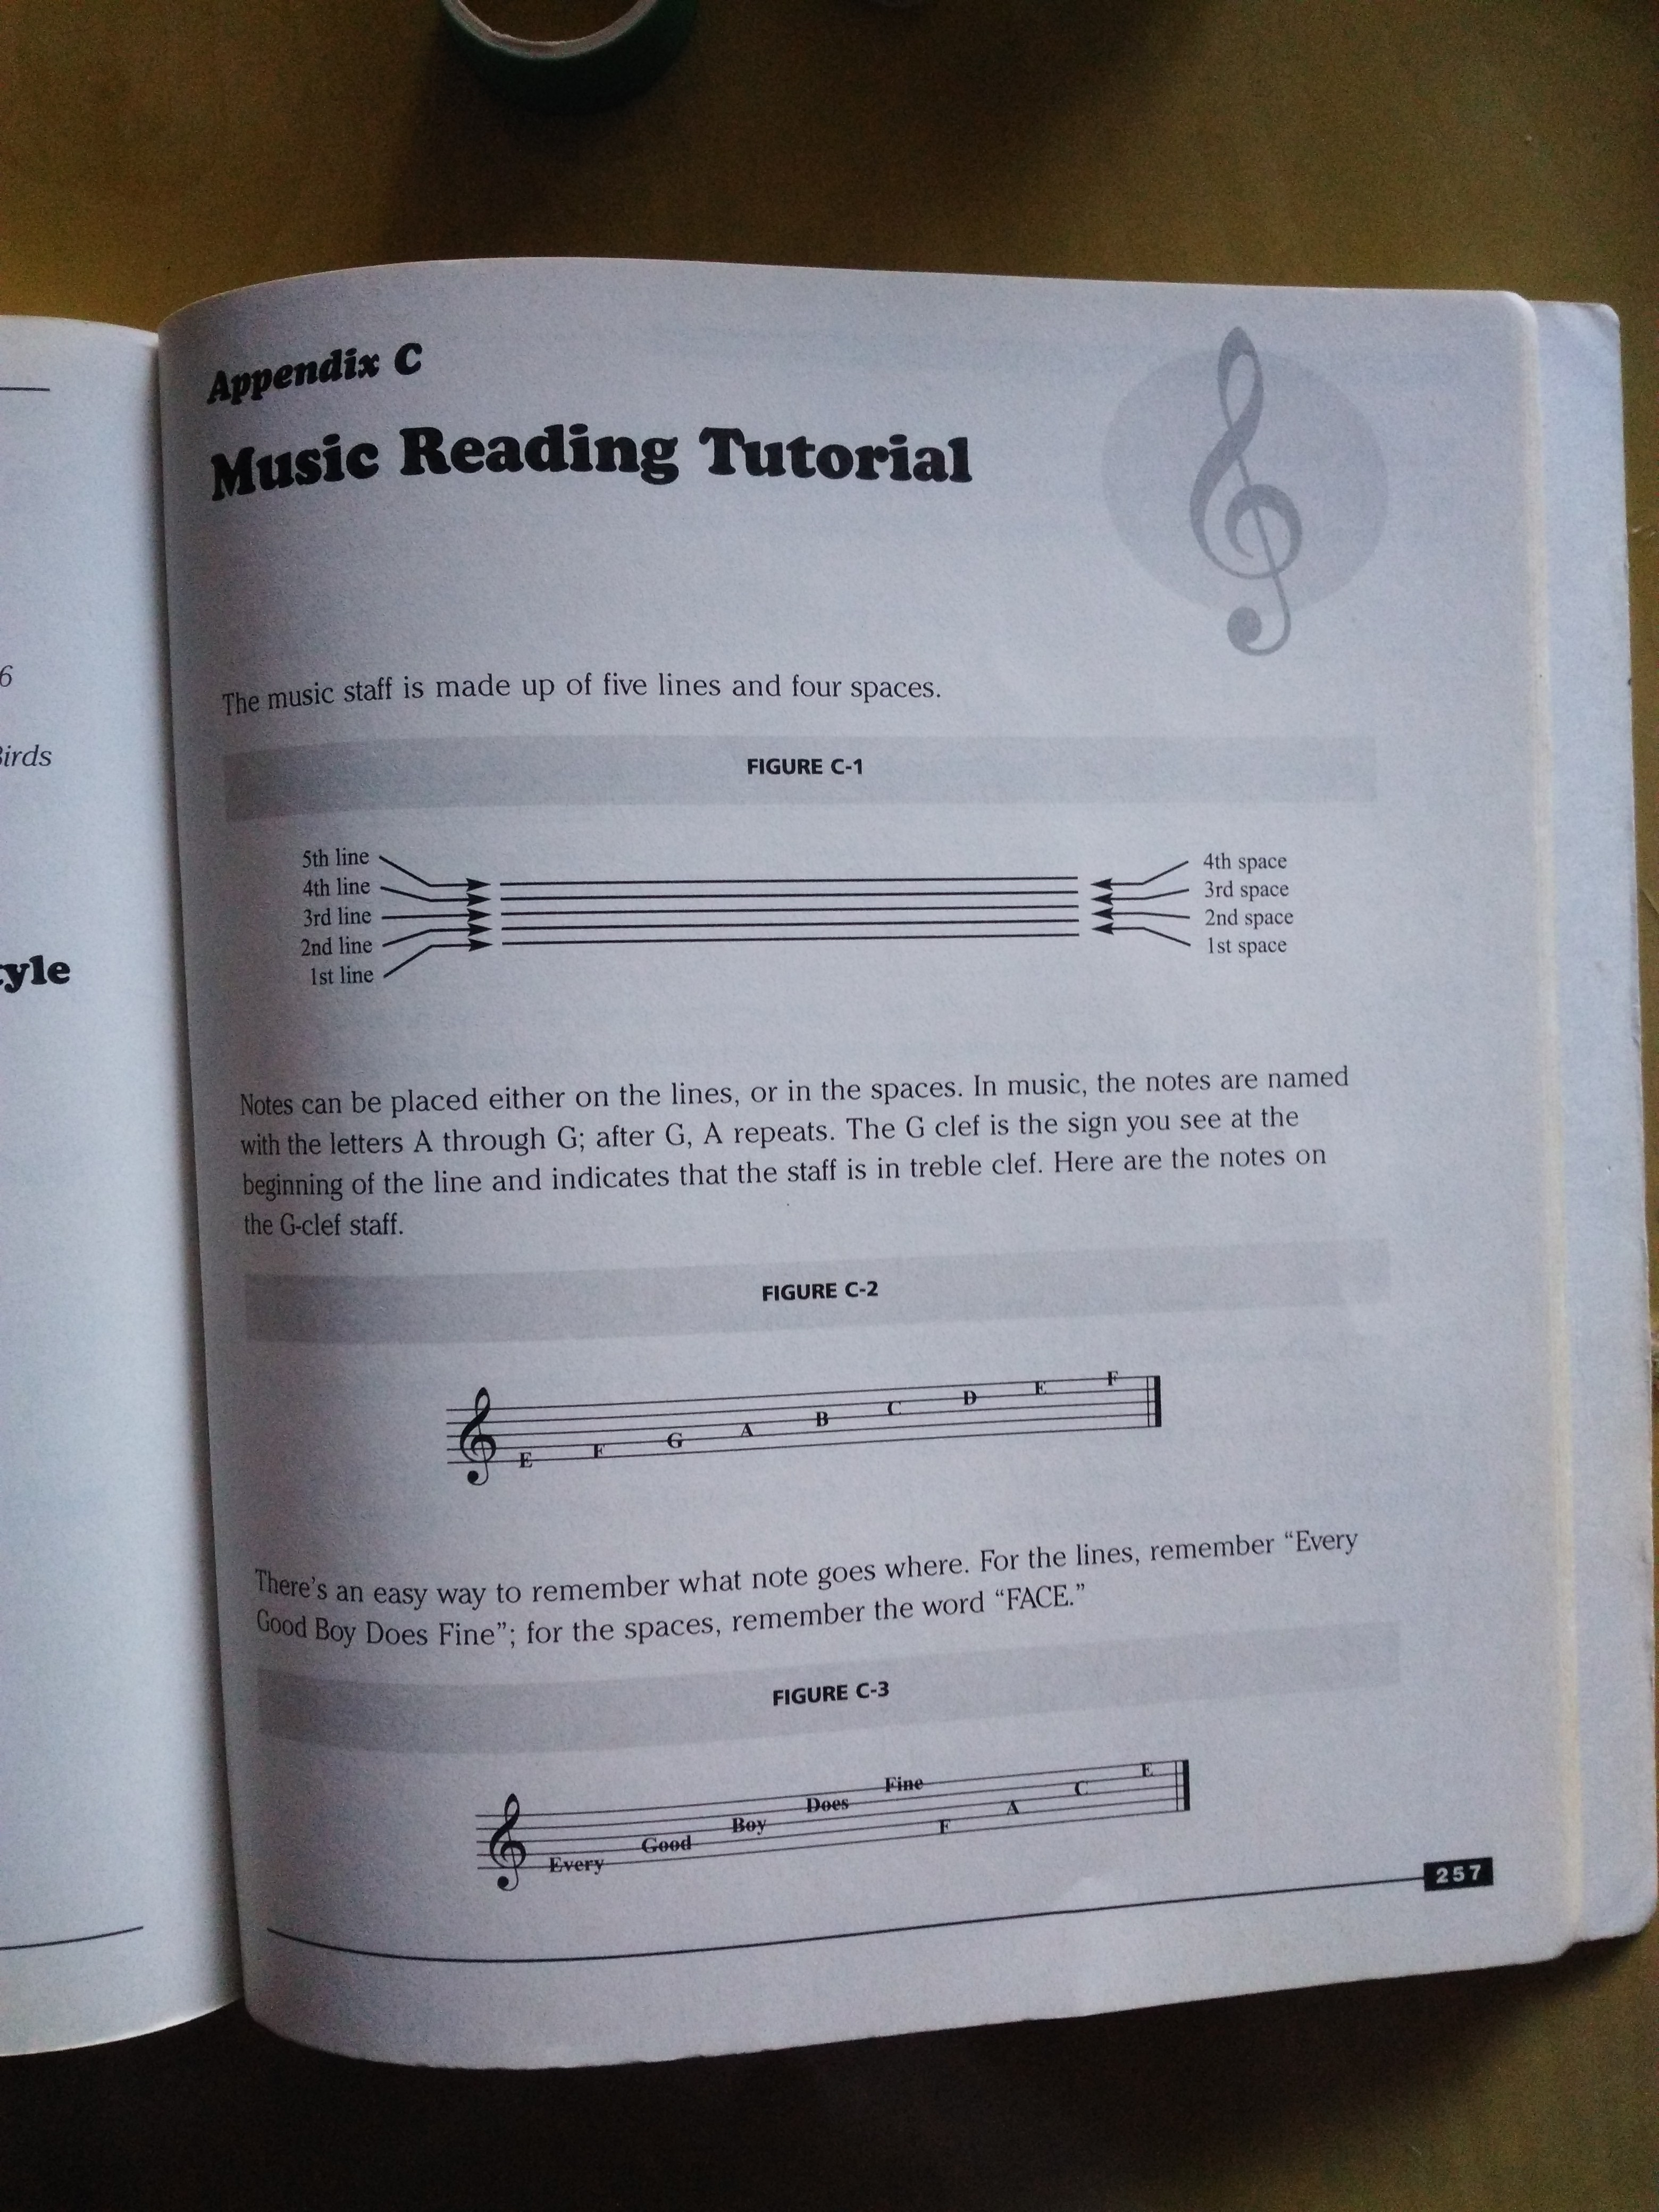 6
Birds
tyle
Appendix C
Music Reading Tutorial
The music staff is made up of five lines and four spaces.
FIGURE C-1
5th line
4th line
3rd line
2nd line
1st line
4th space
3rd space
2nd space
1st space
Notes can be placed either on the lines, or in the spaces. In music, the notes are named
with the letters A through G; after G, A repeats. The G clef is the sign you see at the
beginning of the line and indicates that the staff is in treble clef. Here are the notes on
the G-clef staff.
FIGURE C-2
E F G A B C D E F
There's an easy way to remember what note goes where. For the lines, remember “Every
Good Boy Does Fine”; for the spaces, remember the word “FACE.”
FIGURE C-3
Every Good Boy Does Fine F A C E
257